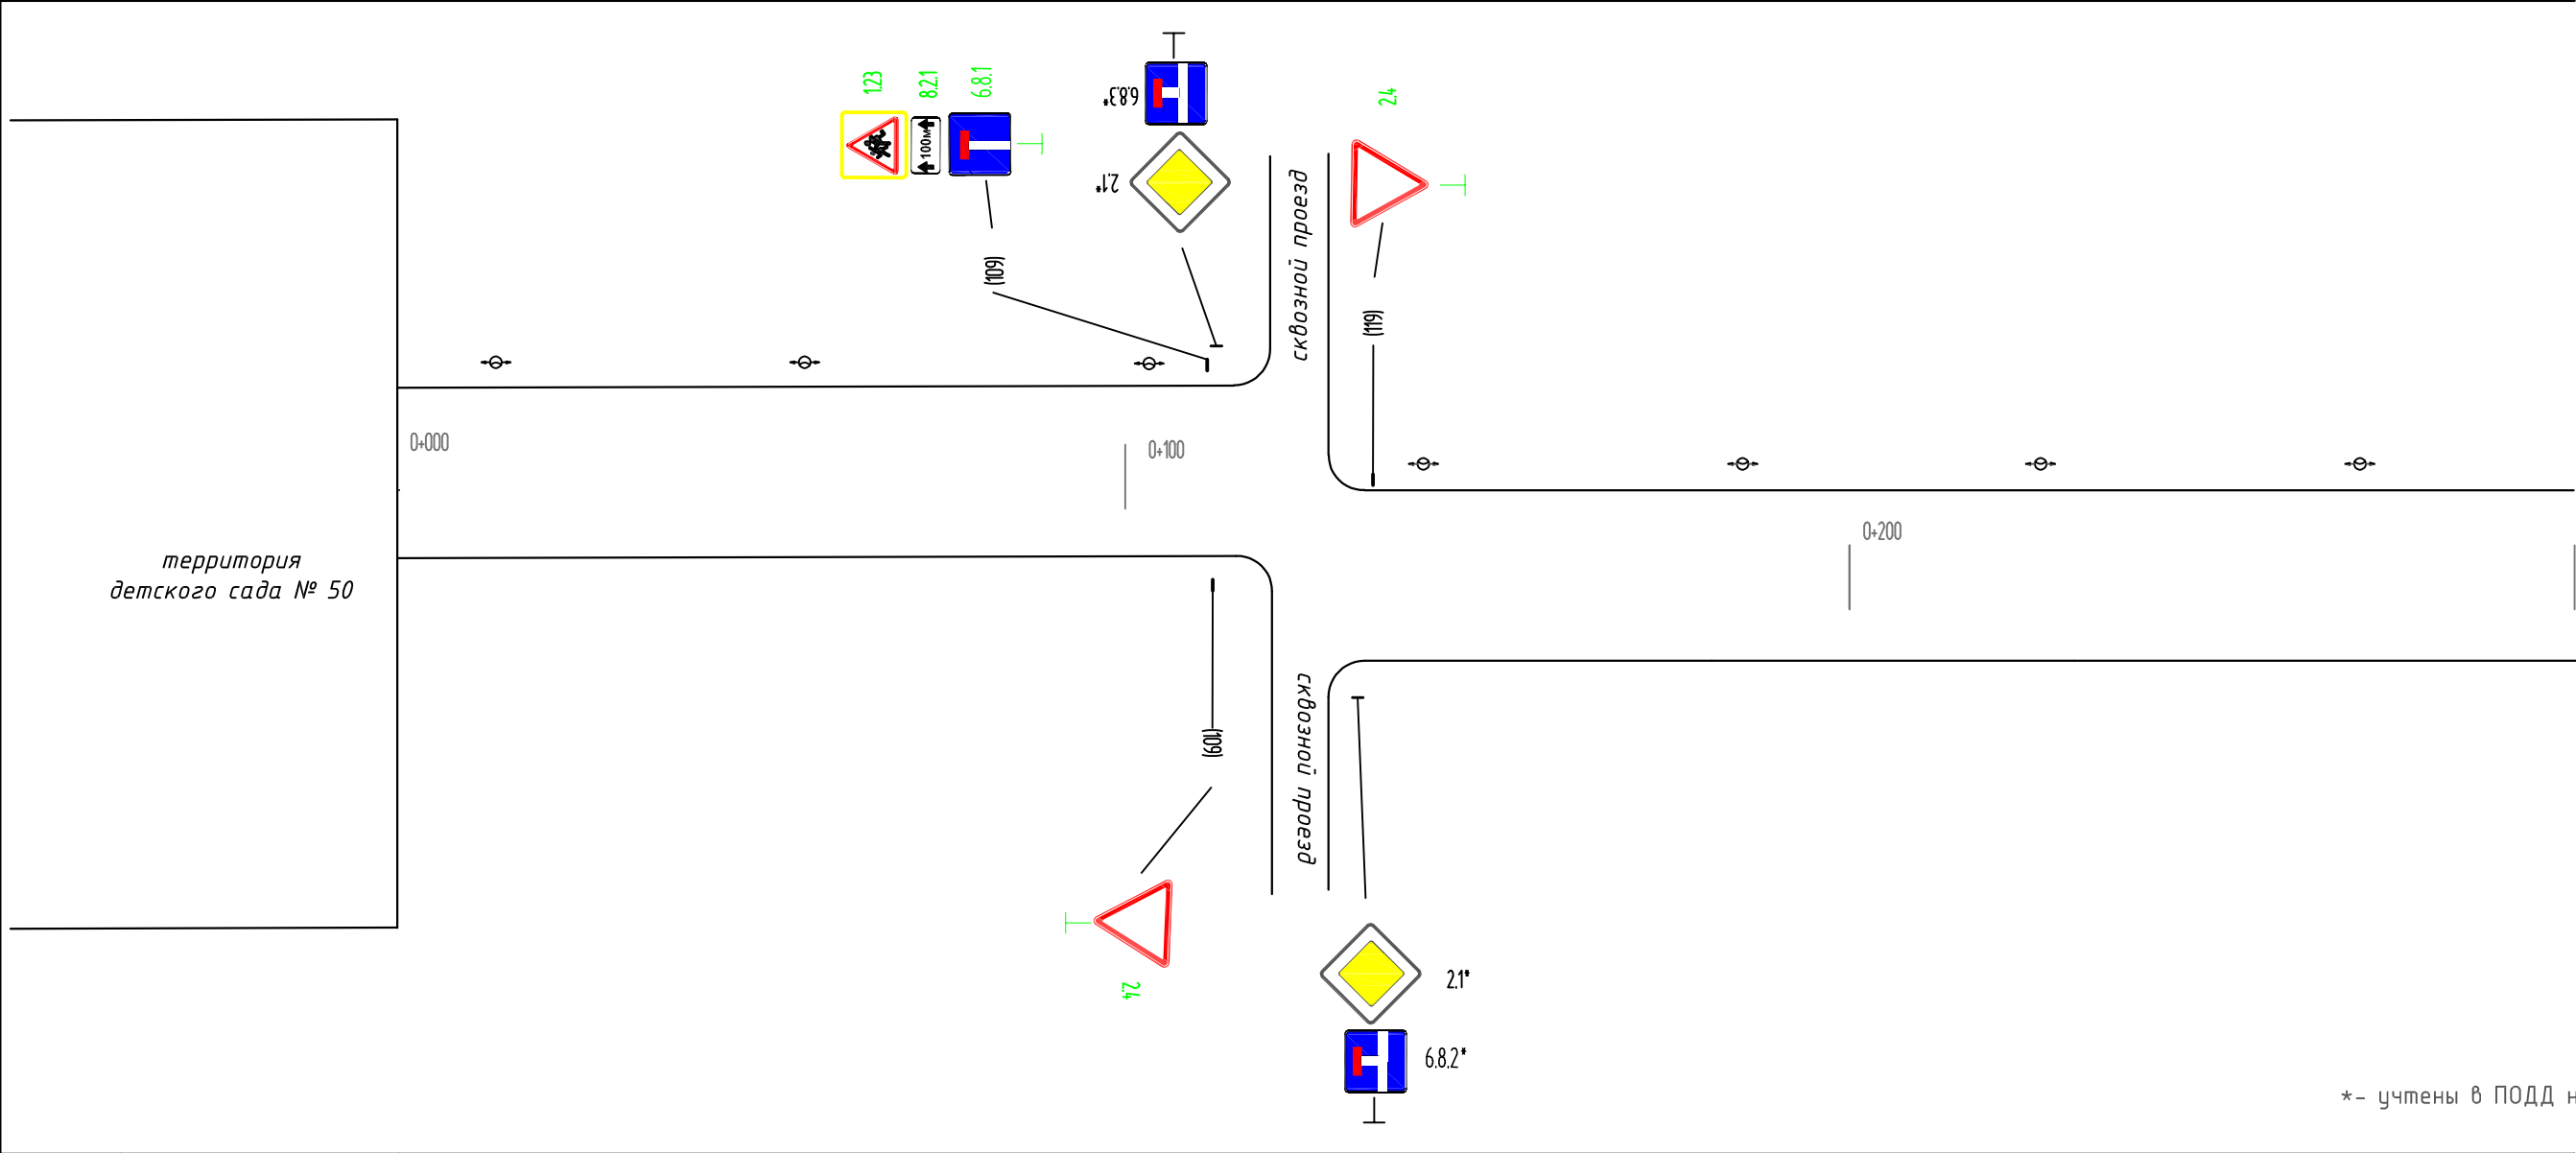 1.23
8.2.1
6.8.1
100м
6.8.3*
2.1*
2.4
(109)
сквозной проезд
(119)
0+000
0+100
0+200
территория
детского сада № 50
(109)
сквозной проезд
2.4
2.1*
6.8.2*
*- учтены в ПОДД н